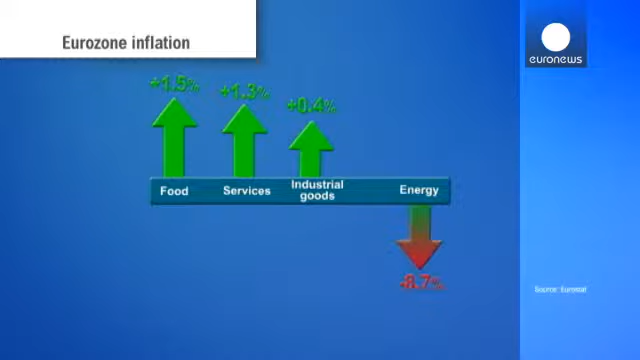 Eurozone inflation
euronews
+1.5%
+1.3%
+0.4%
Food
Services
Industrial
goods
Energy
-8.7%
Source: Eurostat